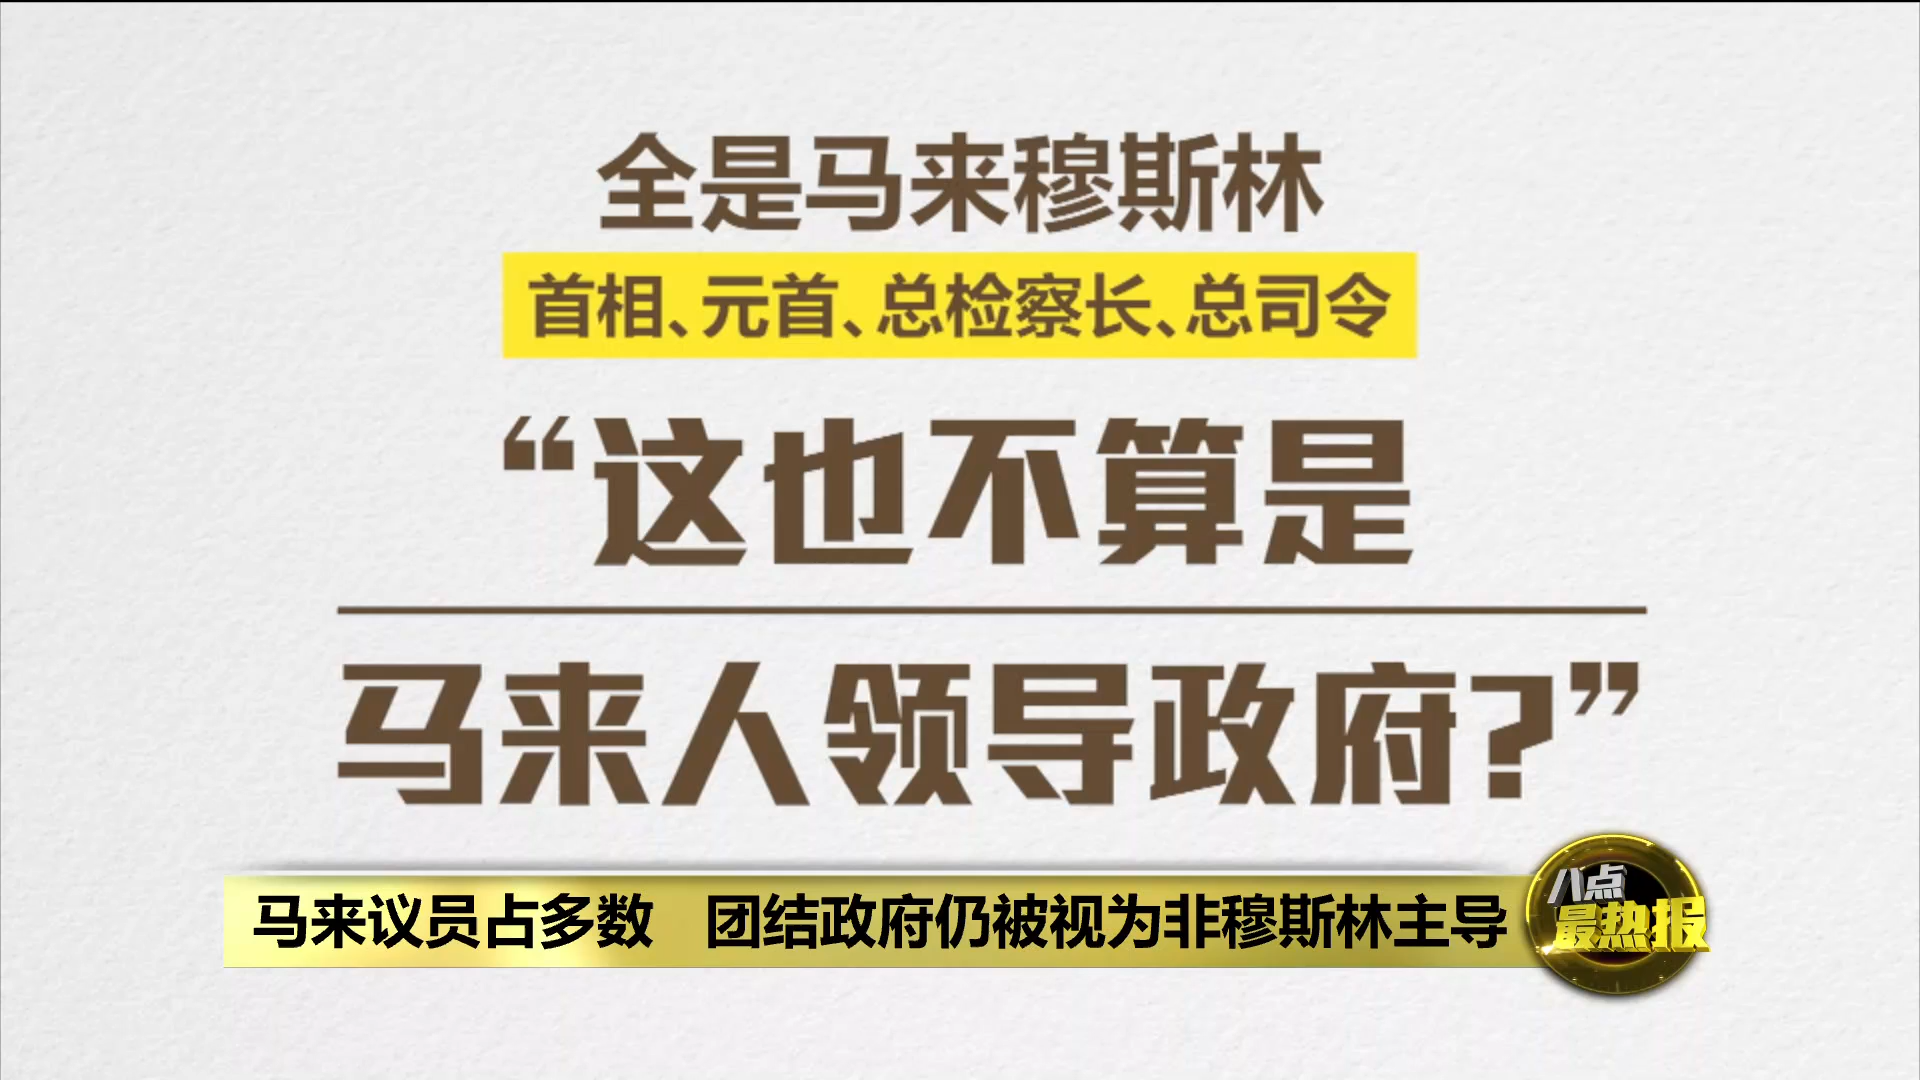 全是马来穆斯林
首相、元首、总检察长、总司令
“这也不算是
马来人领导政府?”
马来议员占多数 团结政府仍被视为非穆斯林主导
八点
最热报